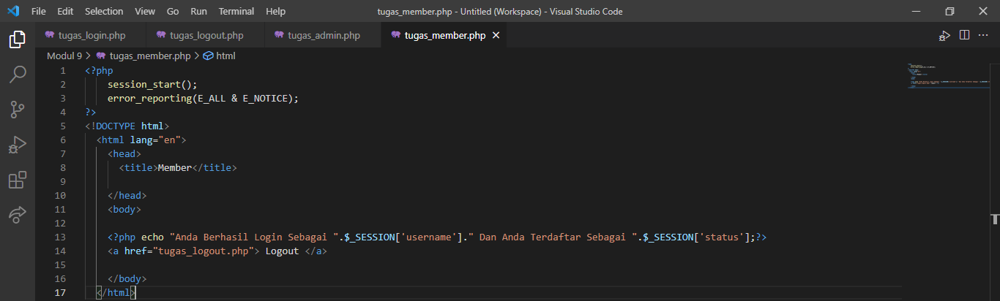 File Edit Selection View Go Run Terminal Help tugas_member.php - Untitled (Workspace) - Visual Studio Code
tugas_login.php tugas_logout.php tugas_admin.php tugas_member.php
Modul 9 > tugas_member.php > html
1 <?php
2 session_start();
3 error_reporting(E_ALL & E_NOTICE);
4 ?>
5 <!DOCTYPE html>
6 <html lang="en">
7 <head>
8 <title>Member</title>
9
10 </head>
11 <body>
12
13 <?php echo "Anda Berhasil Login Sebagai ".$_SESSION['username']." Dan Anda Terdaftar Sebagai ".$_SESSION['status'];?>
14 <a href="tugas_logout.php"> Logout </a>
15
16 </body>
17 </html>